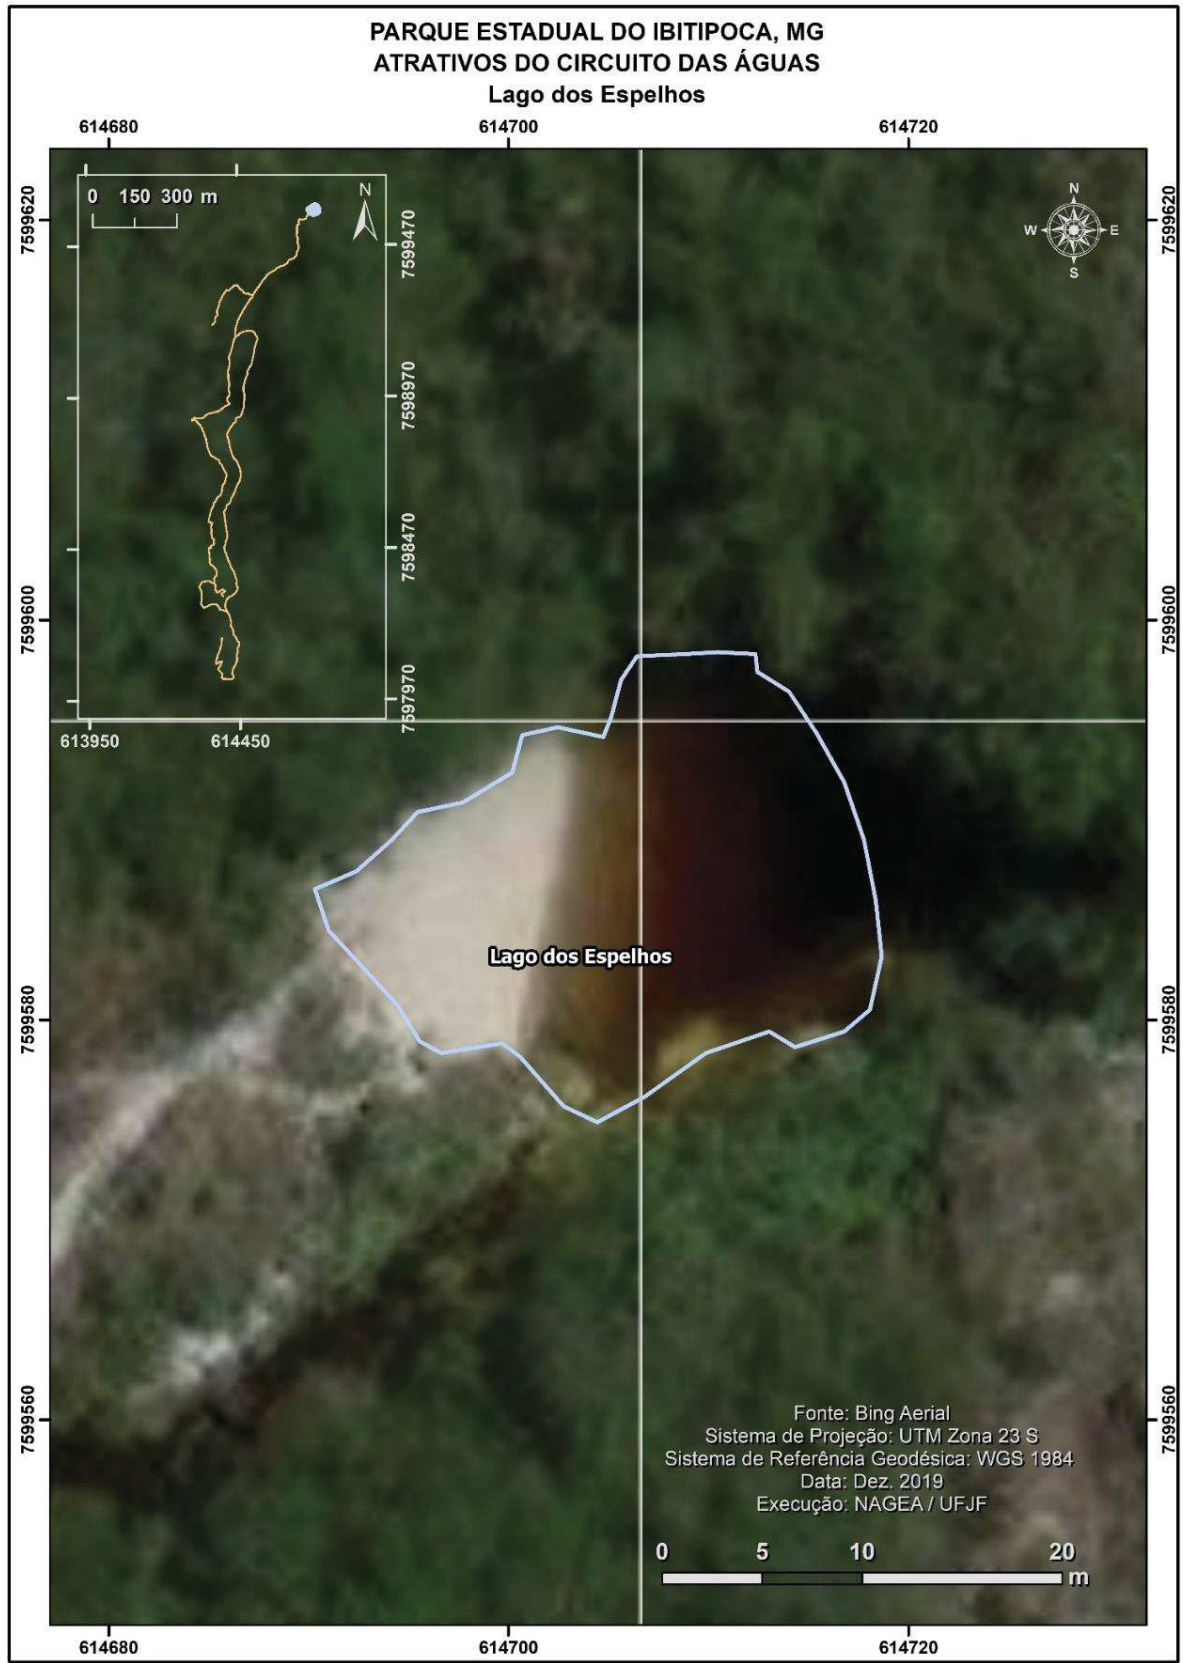 PARQUE ESTADUAL DO IBITIPOCA, MG
ATRATIVOS DO CIRCUITO DAS ÁGUAS
Lago dos Espelhos
614680 614700 614720
7599620 7599620
0 150 300 m
N
N
W E
S
7599470
7598970
7598470
7597970
613950 614450
7599600 7599600
Lago dos Espelhos
7599580 7599580
7599560 7599560
Fonte: Bing Aerial
Sistema de Projeção: UTM Zona 23 S
Sistema de Referência Geodésica: WGS 1984
Data: Dez. 2019
Execução: NAGEA / UFJF
0 5 10 20
m
614680 614700 614720